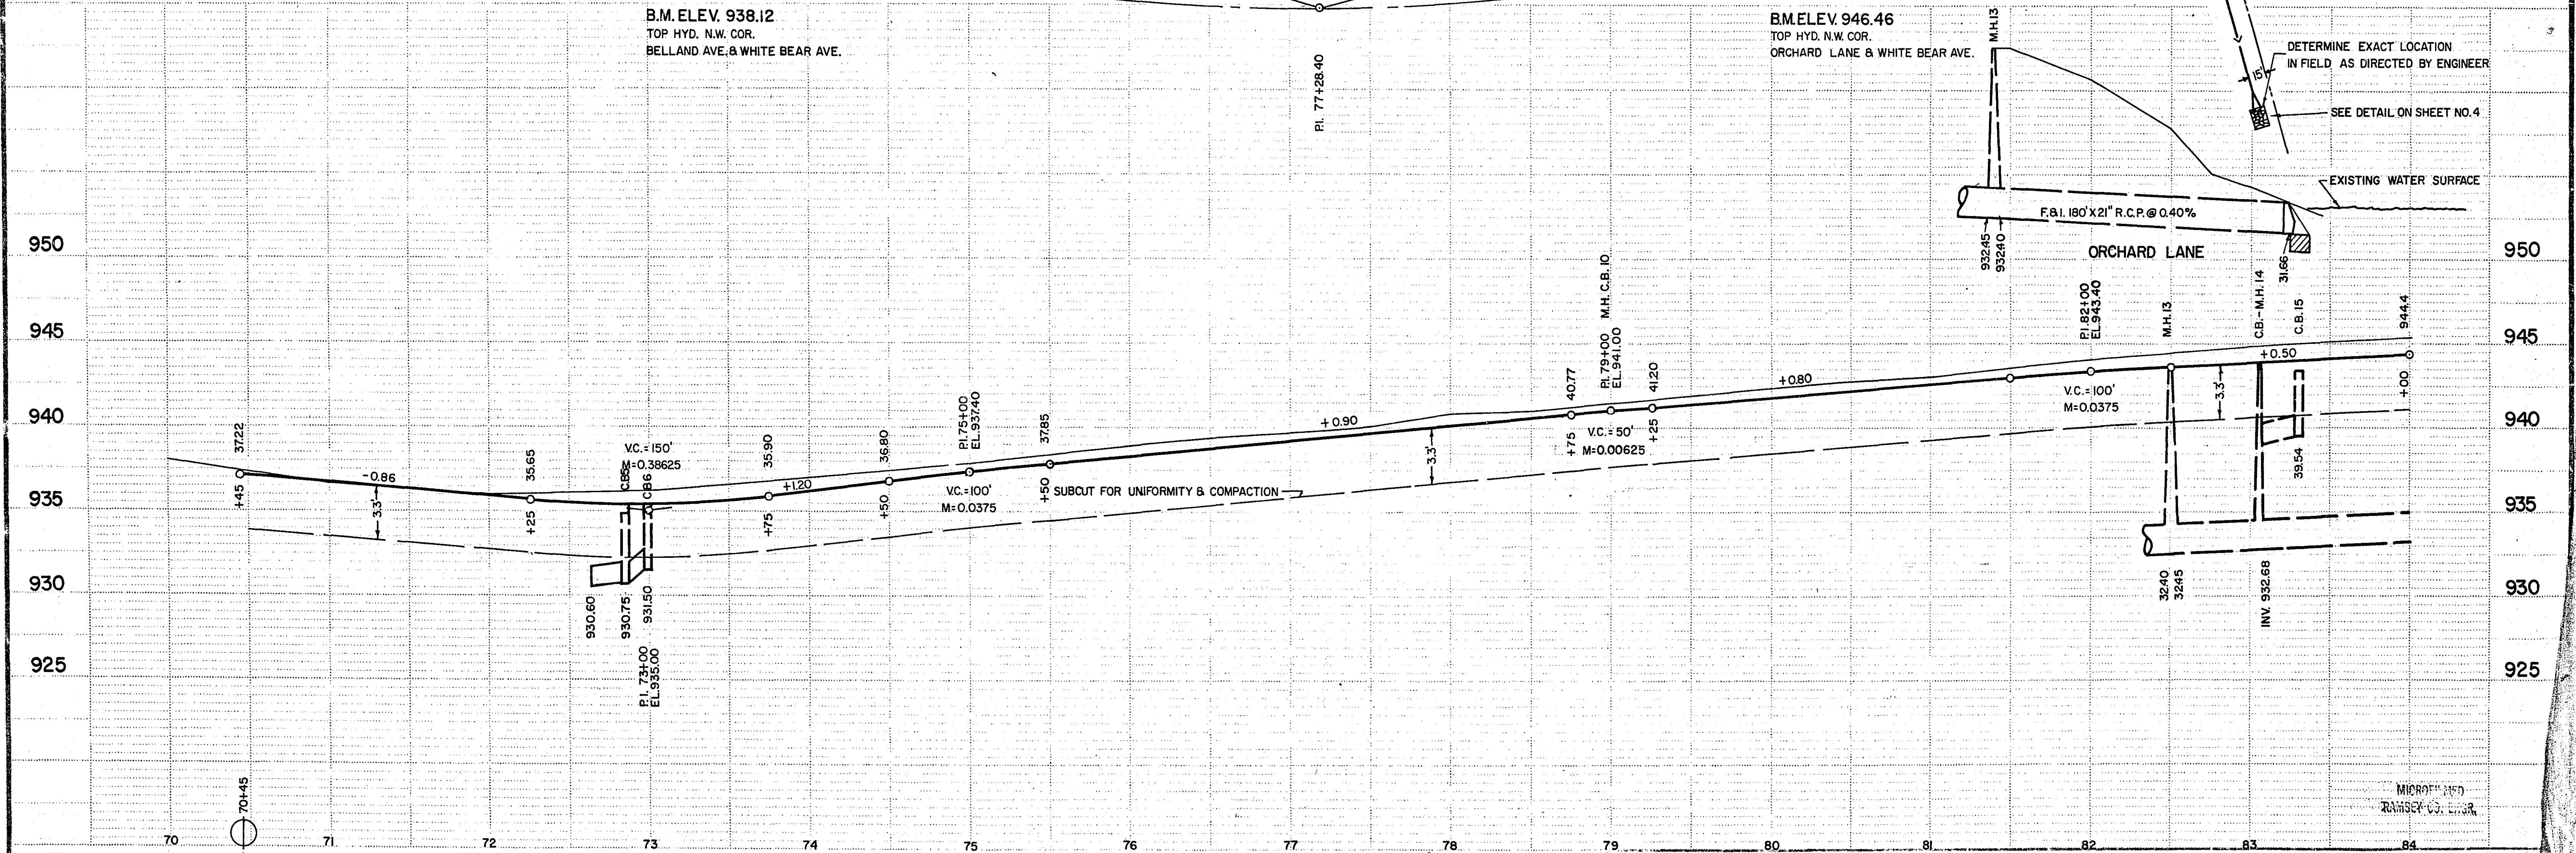 B.M. ELEV. 938.12
TOP HYD. N.W. COR.
BELLAND AVE. & WHITE BEAR AVE.
P.I. 77+28.40
B.M. ELEV. 946.46
TOP HYD. N.W. COR.
ORCHARD LANE & WHITE BEAR AVE.
M.H.13
DETERMINE EXACT LOCATION
IN FIELD AS DIRECTED BY ENGINEER
15'
SEE DETAIL ON SHEET NO. 4
EXISTING WATER SURFACE
F.& I. 180' X 21" R.C.P. @ 0.40%
932.45
932.40
31.66
ORCHARD LANE
950
950
945
945
940
940
935
935
930
930
925
925
37.22
+45
-0.86
3.3'
35.65
+25
V.C.= 150'
M=0.38625
C.B.5
C.B.6
930.60
930.75
931.50
P.I. 73+00
EL.935.00
35.90
+75
+1.20
36.80
+50
P.I. 75+00
EL.937.40
V.C.= 100'
M=0.0375
37.85
+50
SUBCUT FOR UNIFORMITY & COMPACTION
+0.90
3.3'
40.77
+75
P.I. 79+00 M.H. C.B. 10
EL.941.00
V.C.= 50'
M=0.00625
41.20
+25
+0.80
P.I. 82+00
EL.943.40
V.C.= 100'
M=0.0375
M.H.13
32.40
32.45
3.3'
C.B.-M.H. 14
INV. 932.68
C.B. 15
39.54
+0.50
944.4
+00
70+45
70
71
72
73
74
75
76
77
78
79
80
81
82
83
84
MICROFILMED
RAMSEY CO. ENGR.